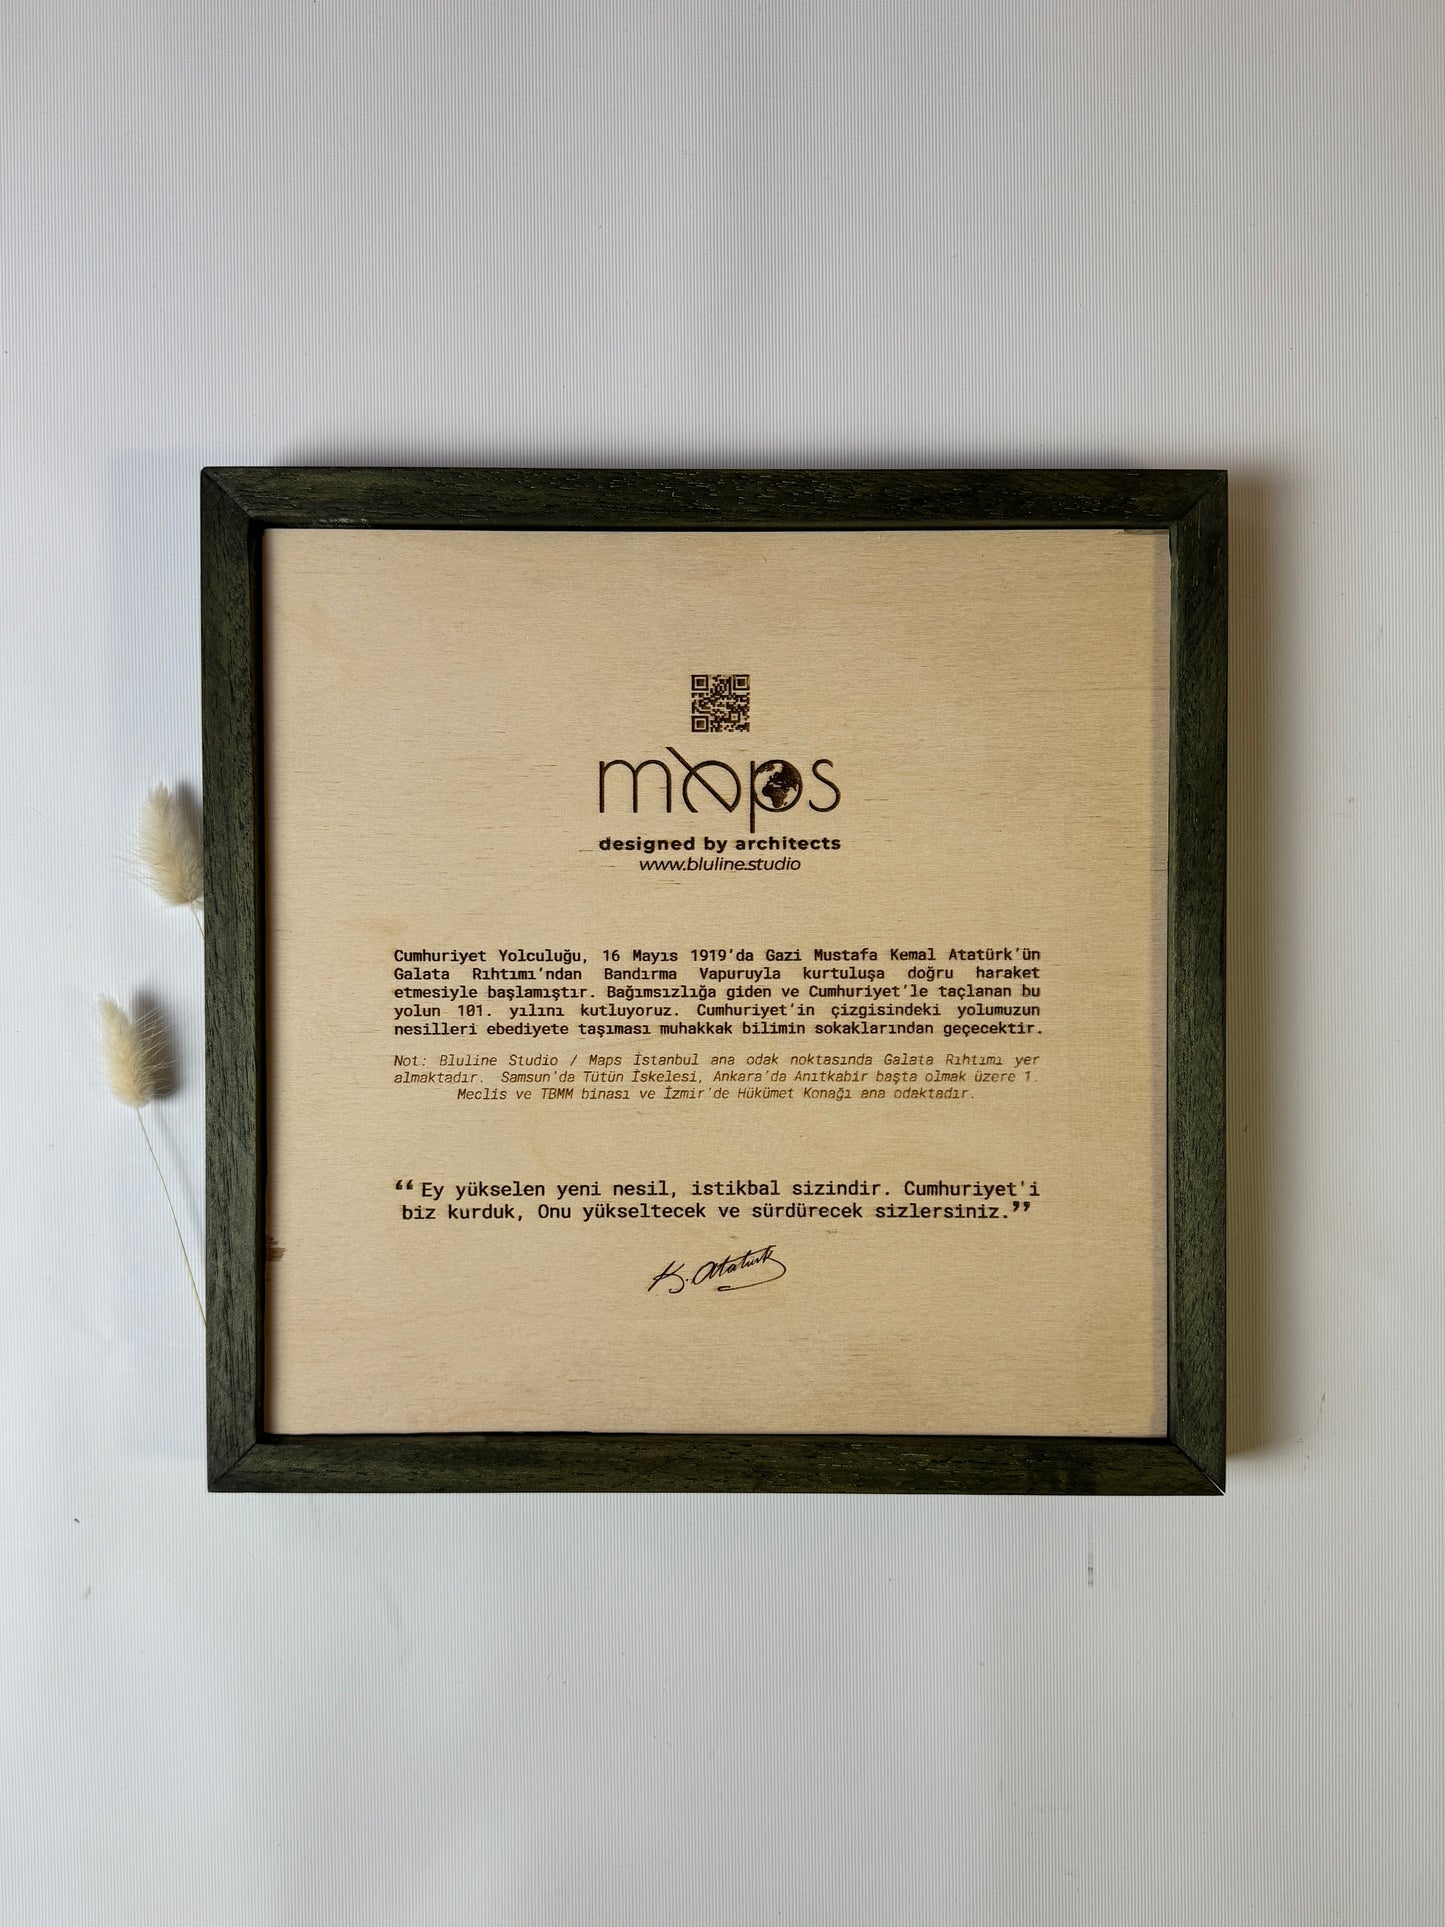 maps
designed by architects
www.bluline.studio
Cumhuriyet Yolculuğu, 16 Mayıs 1919'da Gazi Mustafa Kemal Atatürk'ün
Galata Rıhtımı'ndan Bandırma Vapuruyla kurtuluşa doğru haraket
etmesiyle başlamıştır. Bağımsızlığa giden ve Cumhuriyet'le taçlanan bu
yolun 101. yılını kutluyoruz. Cumhuriyet'in çizgisindeki yolumuzun
nesilleri ebediyete taşıması muhakkak bilimin sokaklarından geçecektir.
Not: Bluline Studio / Maps İstanbul ana odak noktasında Galata Rıhtımı yer
almaktadır. Samsun'da Tütün İskelesi, Ankara'da Anıtkabir başta olmak üzere 1.
Meclis ve TBMM binası ve İzmir'de Hükümet Konağı ana odaktadır.
“Ey yükselen yeni nesil, istikbal sizindir. Cumhuriyet'i
biz kurduk, Onu yükseltecek ve sürdürecek sizlersiniz.”
K. Atatürk